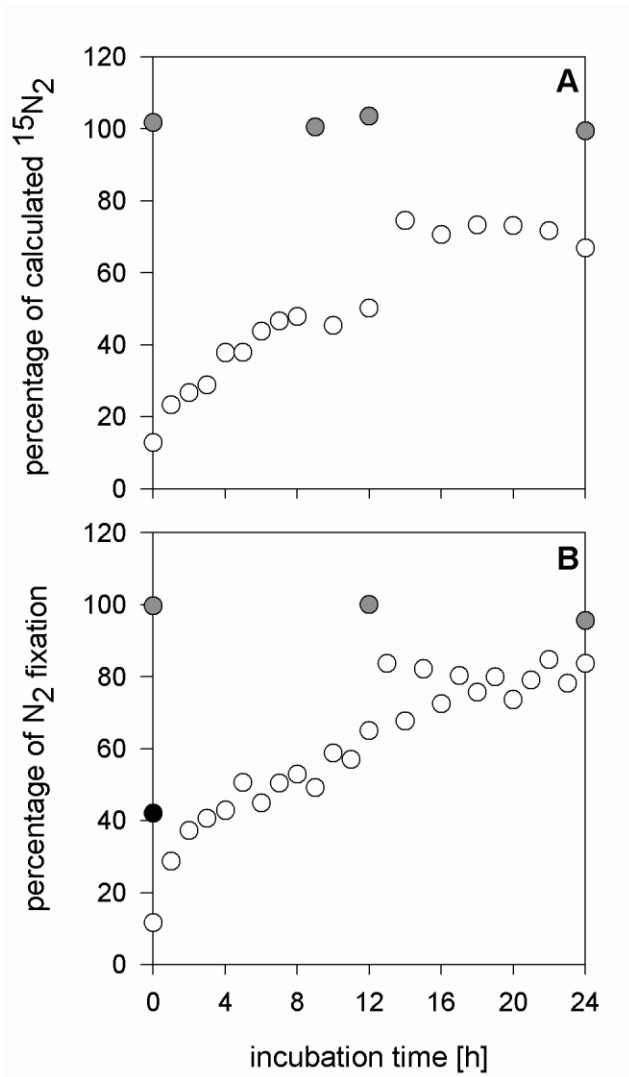 A
120
100
80
60
40
20
0
percentage of calculated ¹⁵N₂
B
120
100
80
60
40
20
0
percentage of N₂ fixation
0 4 8 12 16 20 24
incubation time [h]